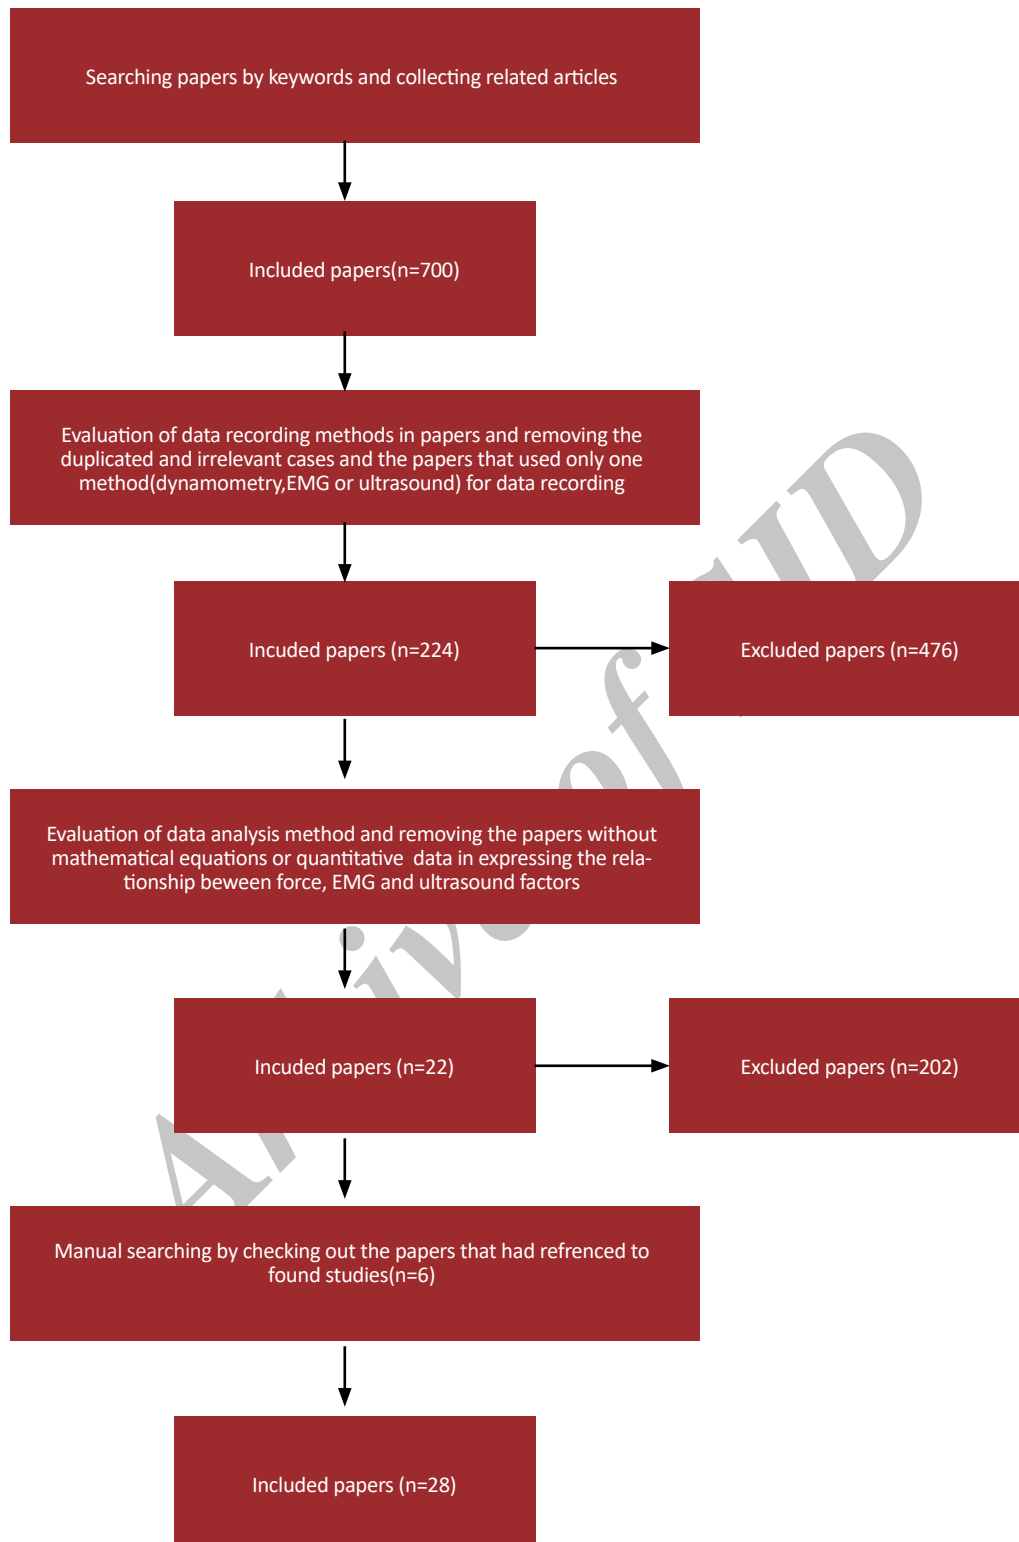 Searching papers by keywords and collecting related articles
Included papers(n=700)
Evaluation of data recording methods in papers and removing the
duplicated and irrelevant cases and the papers that used only one
method(dynamometry,EMG or ultrasound) for data recording
Incuded papers (n=224)
Excluded papers (n=476)
Evaluation of data analysis method and removing the papers without
mathematical equations or quantitative data in expressing the rela-
tionship beween force, EMG and ultrasound factors
Incuded papers (n=22)
Excluded papers (n=202)
Manual searching by checking out the papers that had refrenced to
found studies(n=6)
Included papers (n=28)